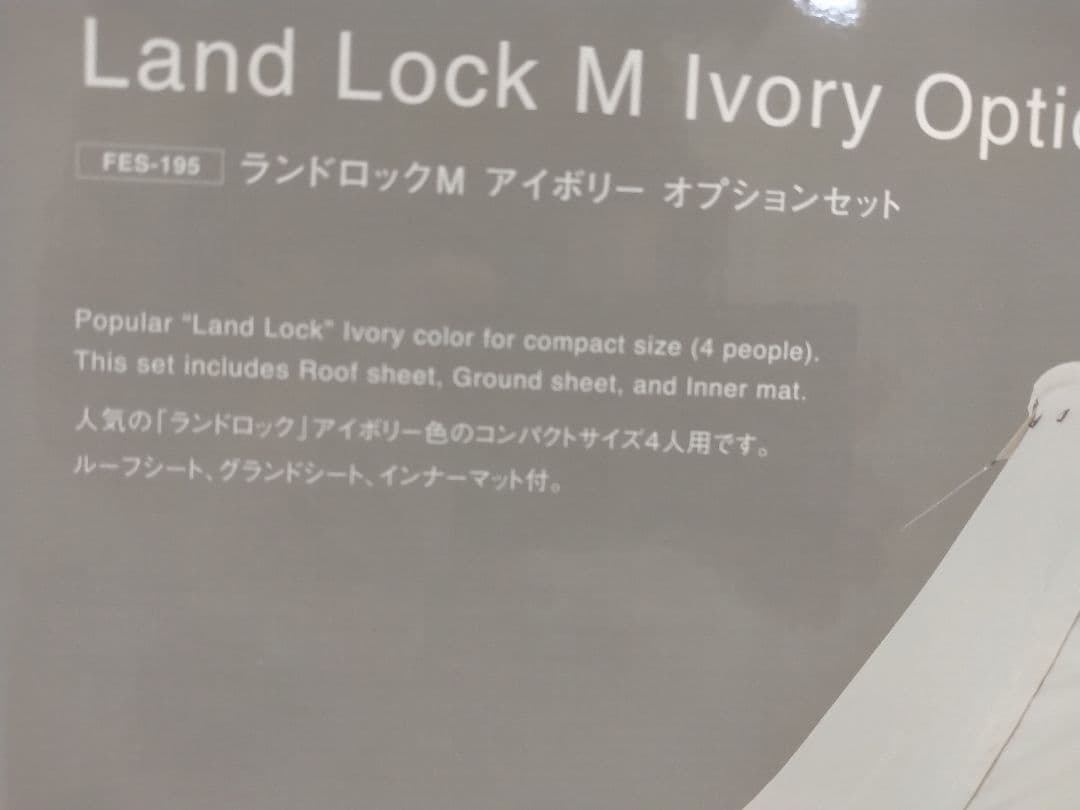 Land Lock M Ivory Optio
FES-195 ランドロックM アイボリー オプションセット
Popular "Land Lock" Ivory color for compact size (4 people).
This set includes Roof sheet, Ground sheet, and Inner mat.
人気の「ランドロック」アイボリー色のコンパクトサイズ4人用です。
ルーフシート、グランドシート、インナーマット付。